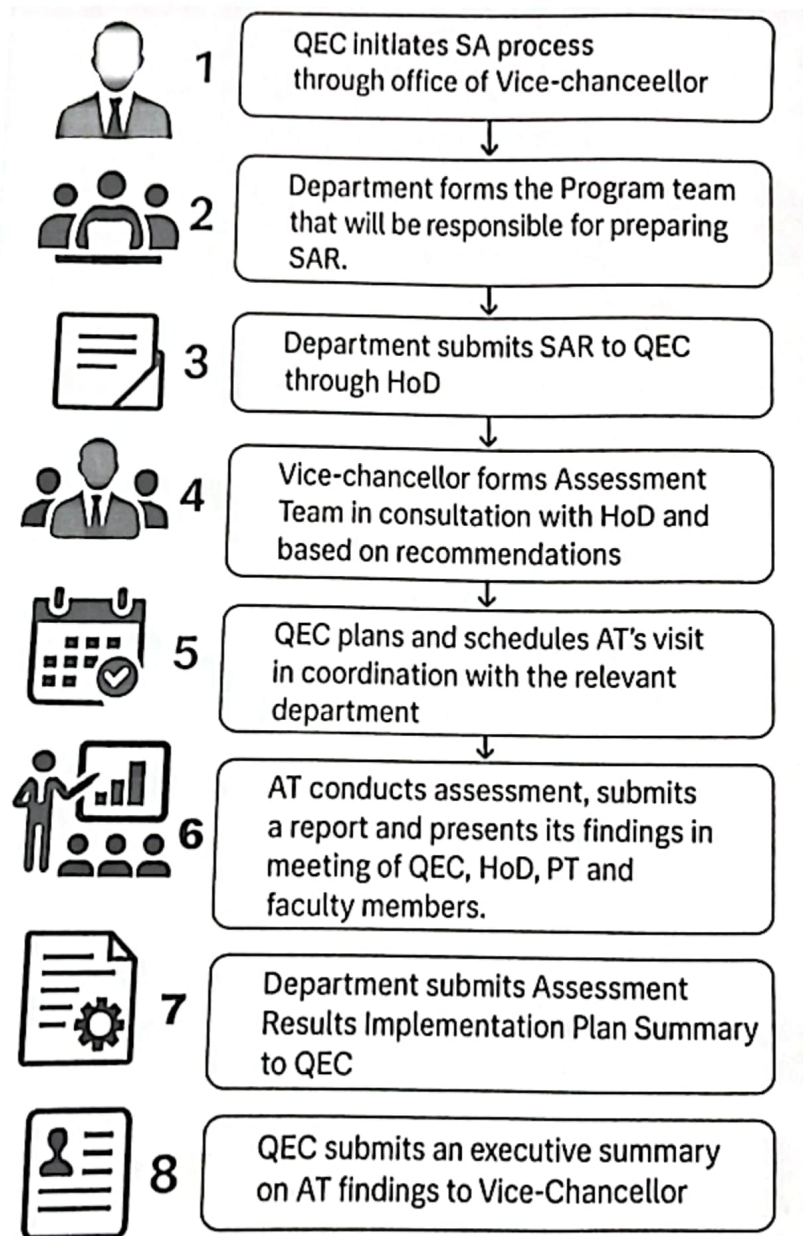 1
QEC initiates SA process
through office of Vice-chanceellor
2
Department forms the Program team
that will be responsible for preparing
SAR.
3
Department submits SAR to QEC
through HoD
4
Vice-chancellor forms Assessment
Team in consultation with HoD and
based on recommendations
5
QEC plans and schedules AT's visit
in coordination with the relevant
department
6
AT conducts assessment, submits
a report and presents its findings in
meeting of QEC, HoD, PT and
faculty members.
7
Department submits Assessment
Results Implementation Plan Summary
to QEC
8
QEC submits an executive summary
on AT findings to Vice-Chancellor